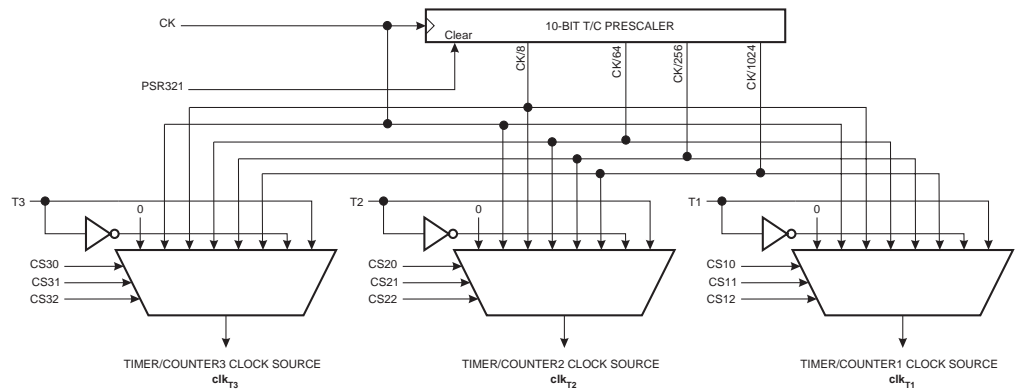 CK
10-BIT T/C PRESCALER
Clear
CK/8
CK/64
CK/256
CK/1024
PSR321
T3
0
T2
0
T1
0
CS30
CS31
CS32
CS20
CS21
CS22
CS10
CS11
CS12
TIMER/COUNTER3 CLOCK SOURCE
clkT3
TIMER/COUNTER2 CLOCK SOURCE
clkT2
TIMER/COUNTER1 CLOCK SOURCE
clkT1